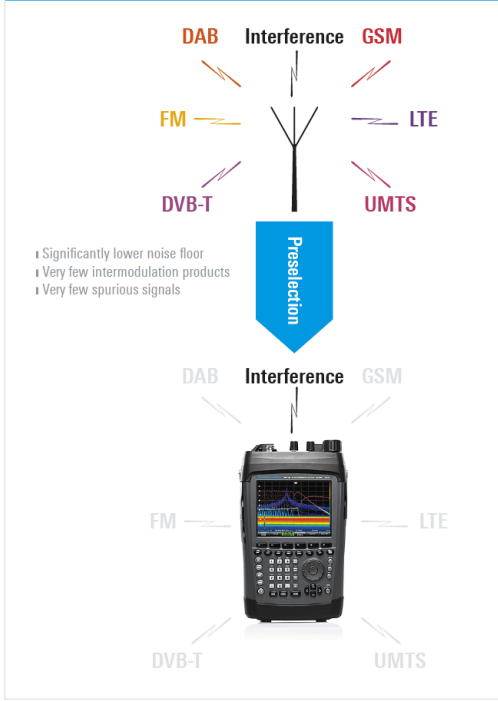 DAB Interference GSM
FM LTE
DVB-T UMTS
Significantly lower noise floor
Very few intermodulation products
Very few spurious signals
Preselection
DAB Interference GSM
FM LTE
DVB-T UMTS